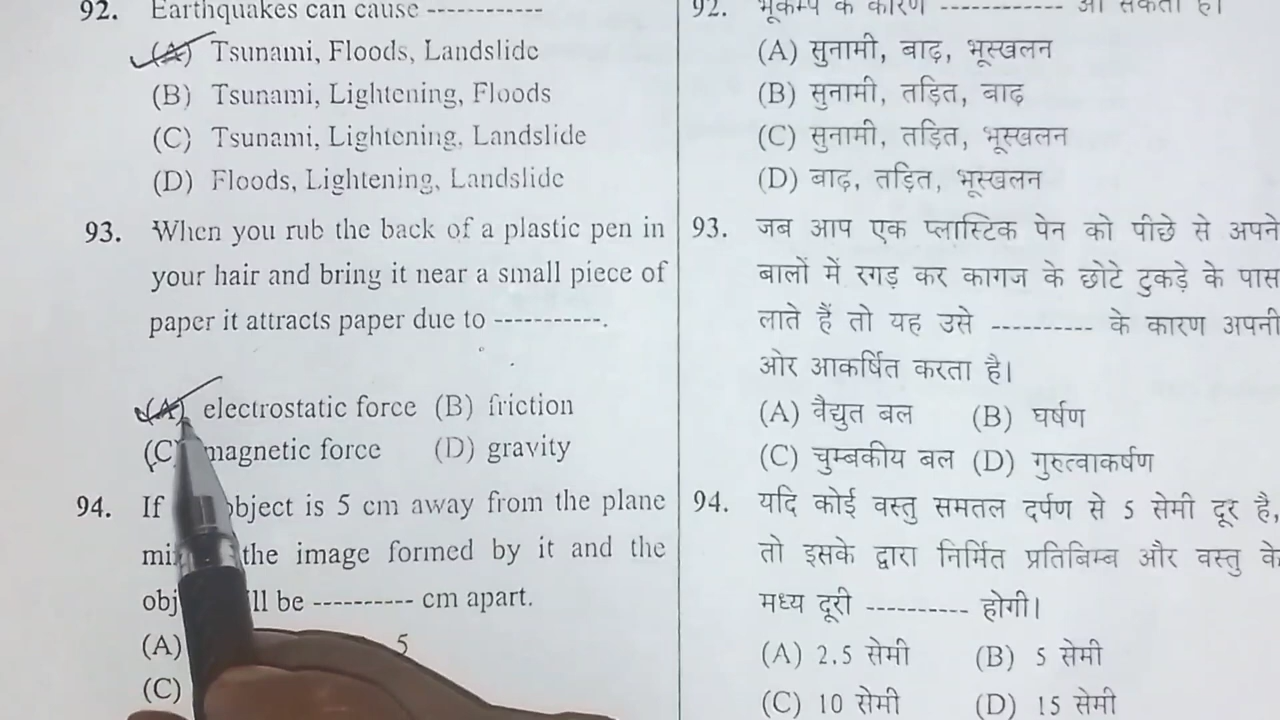 92. Earthquakes can cause ------------
(A) Tsunami, Floods, Landslide
(B) Tsunami, Lightening, Floods
(C) Tsunami, Lightening, Landslide
(D) Floods, Lightening, Landslide
93. When you rub the back of a plastic pen in
your hair and bring it near a small piece of
paper it attracts paper due to -----------.
(A) electrostatic force (B) friction
(C) magnetic force (D) gravity
94. If object is 5 cm away from the plane
the image formed by it and the
be ---------- cm apart.
(A) 5
(C)
92. भूकम्प के कारण ------------ आ सकती है।
(A) सुनामी, बाढ़, भूस्खलन
(B) सुनामी, तड़ित, बाढ़
(C) सुनामी, तड़ित, भूस्खलन
(D) बाढ़, तड़ित, भूस्खलन
93. जब आप एक प्लास्टिक पेन को पीछे से अपने
बालों में रगड़ कर कागज के छोटे टुकड़े के पास
लाते हैं तो यह उसे ---------- के कारण अपनी
ओर आकर्षित करता है।
(A) वैद्युत बल (B) घर्षण
(C) चुम्बकीय बल (D) गुरुत्वाकर्षण
94. यदि कोई वस्तु समतल दर्पण से 5 सेमी दूर है,
तो इसके द्वारा निर्मित प्रतिबिम्ब और वस्तु के
मध्य दूरी ---------- होगी।
(A) 2.5 सेमी (B) 5 सेमी
(C) 10 सेमी (D) 15 सेमी